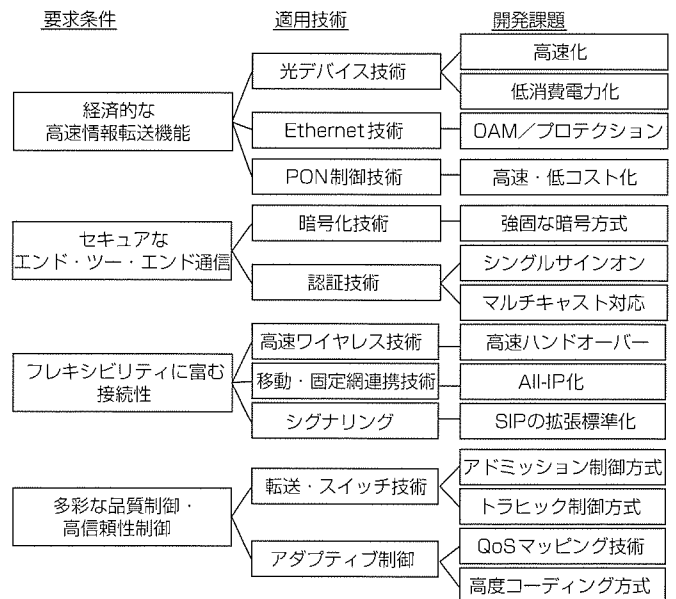 要求条件
適用技術
開発課題
経済的な
高速情報転送機能
光デバイス技術
高速化
低消費電力化
Ethernet技術
OAM／プロテクション
PON制御技術
高速・低コスト化
セキュアな
エンド・ツー・エンド通信
暗号化技術
強固な暗号方式
認証技術
シングルサインオン
マルチキャスト対応
フレキシビリティに富む
接続性
高速ワイヤレス技術
高速ハンドオーバー
移動・固定網連携技術
All-IP化
シグナリング
SIPの拡張標準化
多彩な品質制御・
高信頼性制御
転送・スイッチ技術
アドミッション制御方式
トラヒック制御方式
アダプティブ制御
QoSマッピング技術
高度コーディング方式